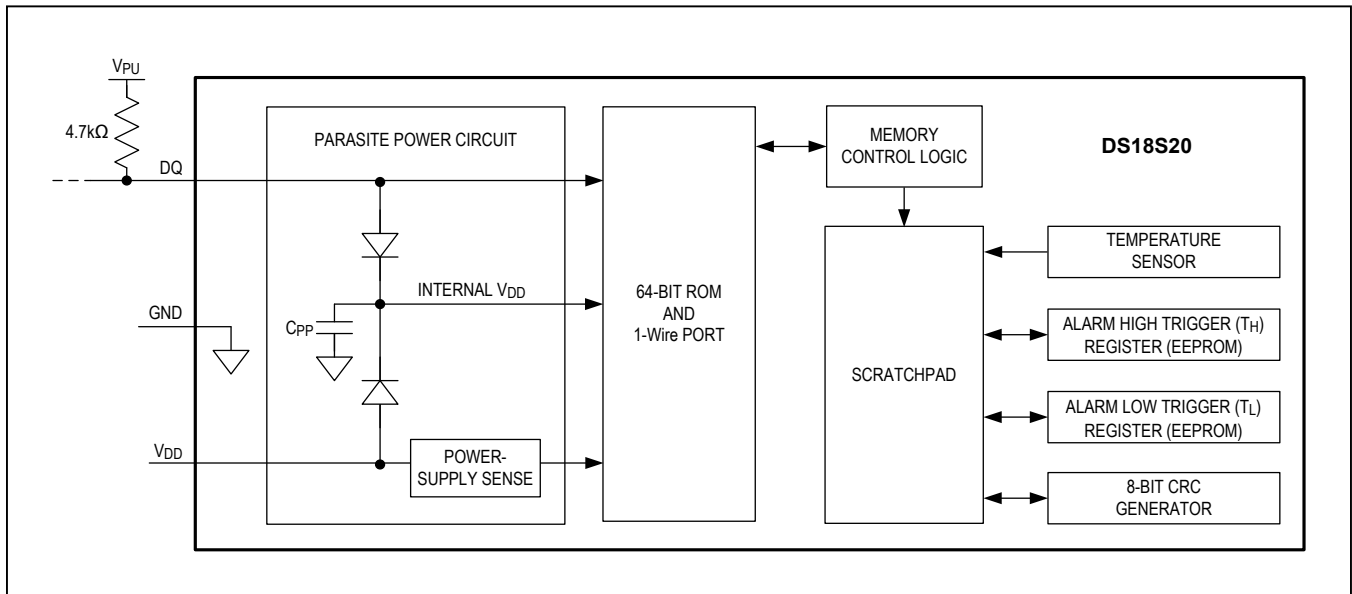 VPU
4.7kΩ
DQ
GND
VDD
PARASITE POWER CIRCUIT
INTERNAL VDD
CPP
POWER-
SUPPLY SENSE
64-BIT ROM
AND
1-Wire PORT
MEMORY
CONTROL LOGIC
DS18S20
SCRATCHPAD
TEMPERATURE
SENSOR
ALARM HIGH TRIGGER (TH)
REGISTER (EEPROM)
ALARM LOW TRIGGER (TL)
REGISTER (EEPROM)
8-BIT CRC
GENERATOR